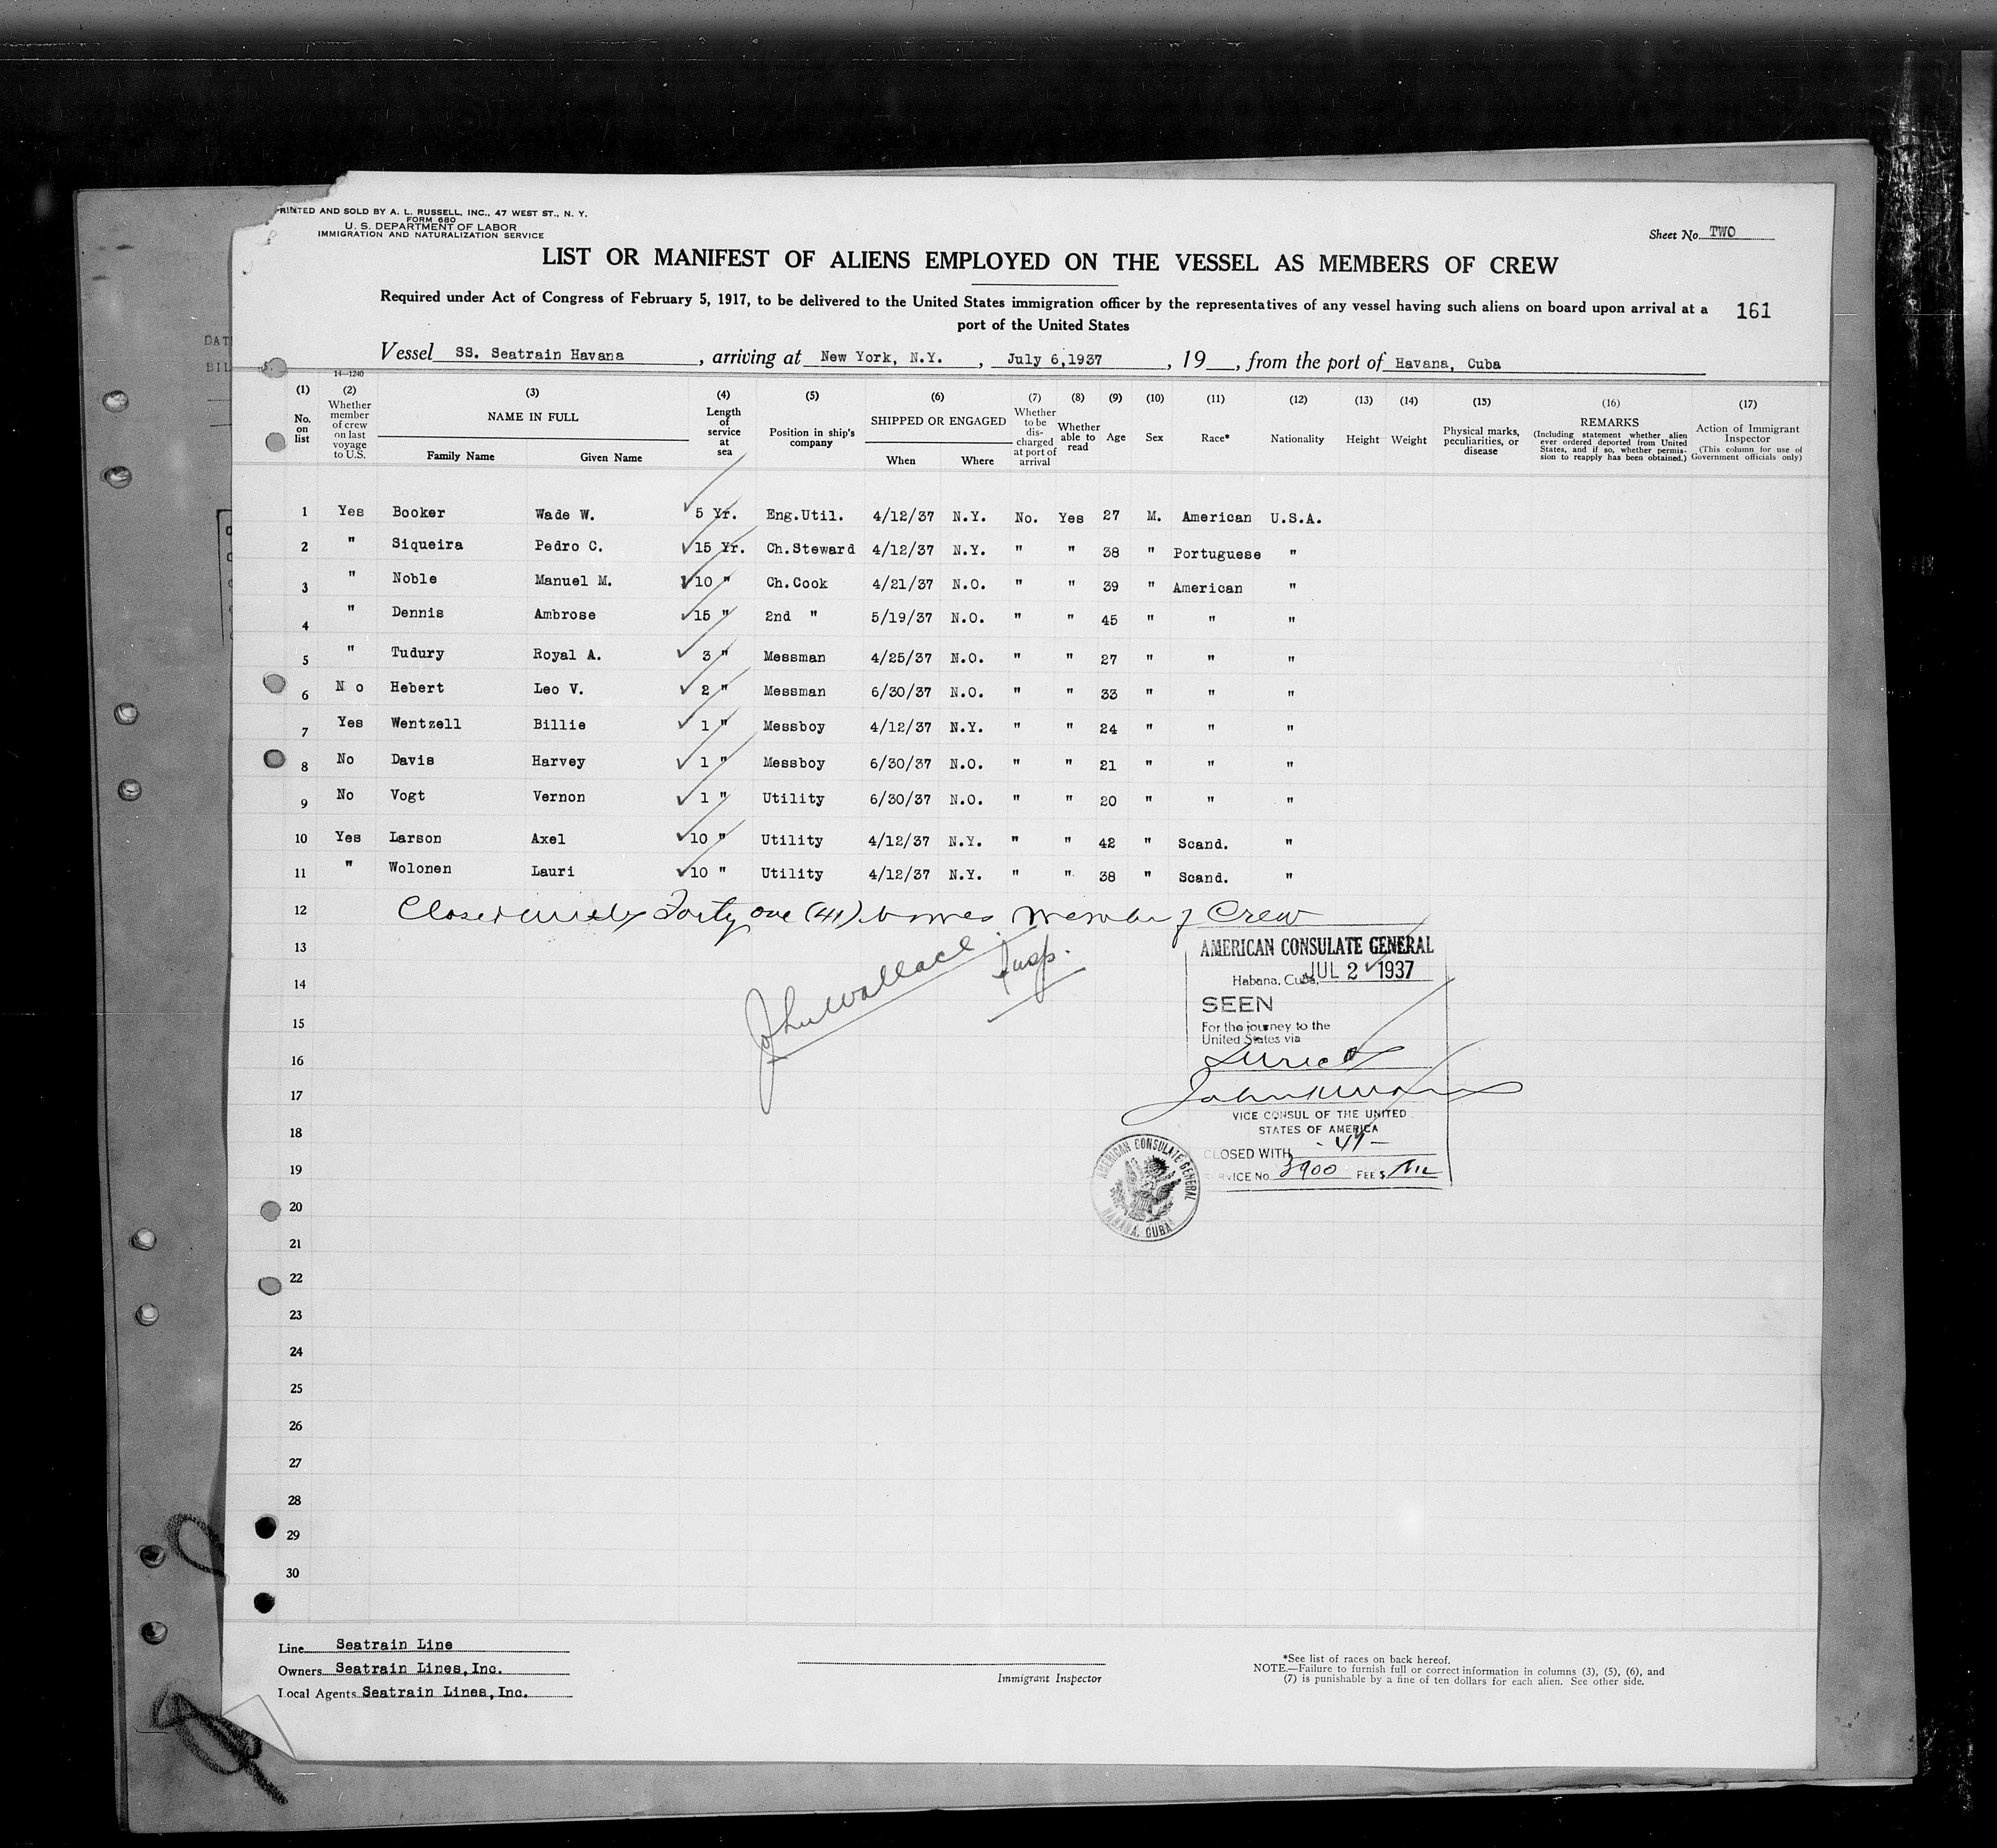 PRINTED AND SOLD BY A. L. RUSSELL, INC., 47 WEST ST., N. Y.
FORM 680
U. S. DEPARTMENT OF LABOR
IMMIGRATION AND NATURALIZATION SERVICE
Sheet No. TWO
LIST OR MANIFEST OF ALIENS EMPLOYED ON THE VESSEL AS MEMBERS OF CREW
Required under Act of Congress of February 5, 1917, to be delivered to the United States immigration officer by the representatives of any vessel having such aliens on board upon arrival at a
port of the United States
161
DAT
BIL
Vessel SS. Seatrain Havana, arriving at New York, N.Y., July 6,1937, 19__, from the port of Havana, Cuba
14—1240
(1) No. on list
(2) Whether member of crew on last voyage to U.S.
(3) NAME IN FULL Family Name Given Name
(4) Length of service at sea
(5) Position in ship's company
(6) SHIPPED OR ENGAGED When Where
(7) Whether to be discharged at port of arrival
(8) Whether able to read
(9) Age
(10) Sex
(11) Race*
(12) Nationality
(13) Height
(14) Weight
(15) Physical marks, peculiarities, or disease
(16) REMARKS (Including statement whether alien ever ordered deported from United States, and if so, whether permission to reapply has been obtained.)
(17) Action of Immigrant Inspector (This column for use of Government officials only)
1 Yes Booker Wade W. 5 Yr. Eng.Util. 4/12/37 N.Y. No. Yes 27 M. American U.S.A.
2 " Siqueira Pedro C. 15 Yr. Ch.Steward 4/12/37 N.Y. " " 38 " Portuguese "
3 " Noble Manuel M. 10 " Ch.Cook 4/21/37 N.O. " " 39 " American "
4 " Dennis Ambrose 15 " 2nd " 5/19/37 N.O. " " 45 " " "
5 " Tudury Royal A. 3 " Messman 4/25/37 N.O. " " 27 " " "
6 N o Hebert Leo V. 2 " Messman 6/30/37 N.O. " " 33 " " "
7 Yes Wentzell Billie 1 " Messboy 4/12/37 N.Y. " " 24 " " "
8 No Davis Harvey 1 " Messboy 6/30/37 N.O. " " 21 " " "
9 No Vogt Vernon 1 " Utility 6/30/37 N.O. " " 20 " " "
10 Yes Larson Axel 10 " Utility 4/12/37 N.Y. " " 42 " Scand. "
11 " Wolonen Lauri 10 " Utility 4/12/37 N.Y. " " 38 " Scand. "
12 Closed Forty one (41) names member of Crew
13
14
15
16
17
18
19
20
21
22
23
24
25
26
27
28
29
30
John Wallace Insp.
AMERICAN CONSULATE GENERAL
Habana, Cuba, JUL 2 1937
SEEN
For the journey to the
United States via
Direct
VICE CONSUL OF THE UNITED
STATES OF AMERICA
CLOSED WITH - 41 -
SERVICE No. 3900 FEE $ Nil
AMERICAN CONSULATE GENERAL
HABANA, CUBA
Line Seatrain Line
Owners Seatrain Lines,Inc.
Local Agents Seatrain Lines,Inc.
Immigrant Inspector
*See list of races on back hereof.
NOTE.—Failure to furnish full or correct information in columns (3), (5), (6), and
(7) is punishable by a fine of ten dollars for each alien. See other side.